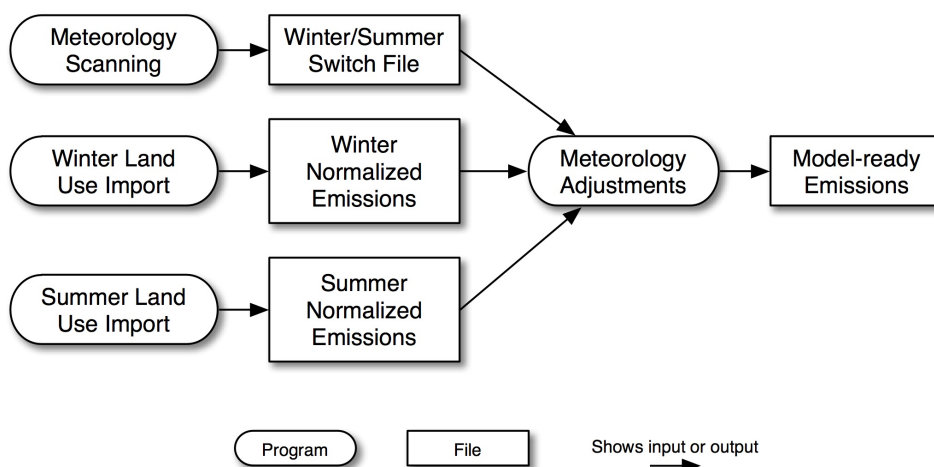 Meteorology
Scanning
Winter/Summer
Switch File
Winter Land
Use Import
Winter
Normalized
Emissions
Meteorology
Adjustments
Model-ready
Emissions
Summer Land
Use Import
Summer
Normalized
Emissions
Program
File
Shows input or output